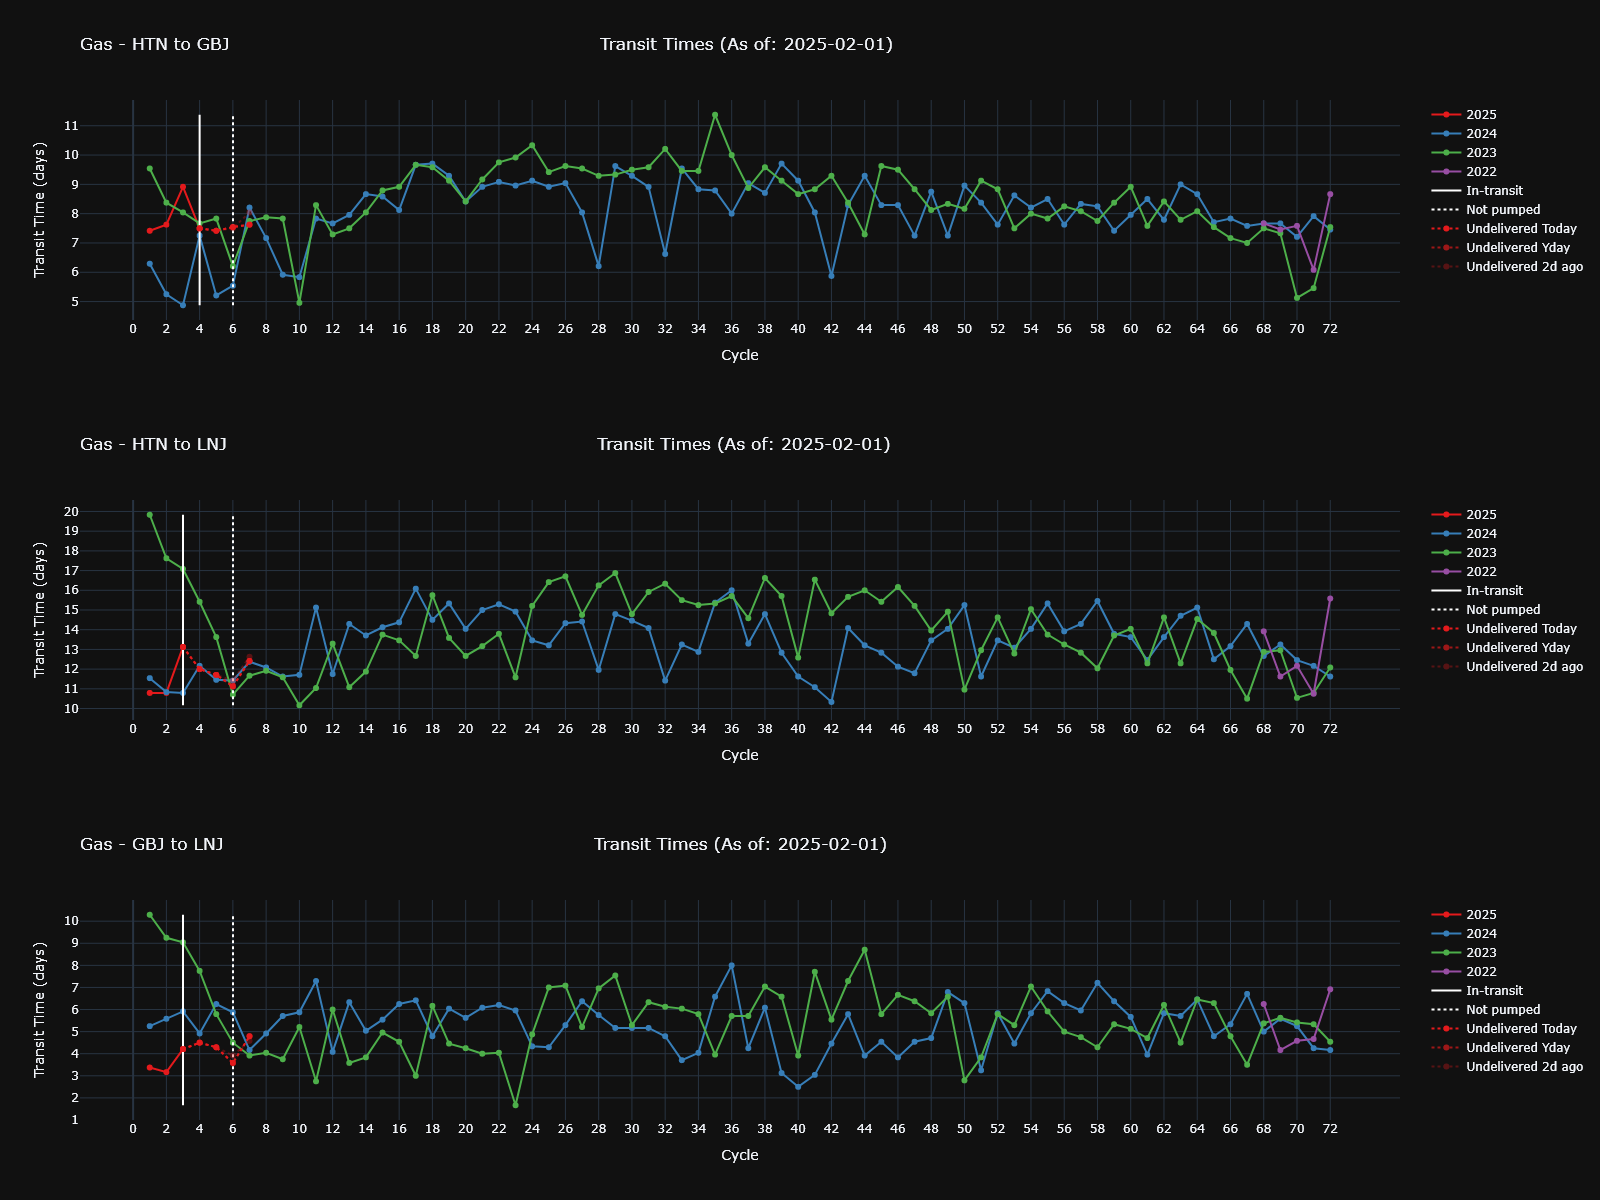 Gas - HTN to GBJ
Transit Times (As of: 2025-02-01)
Transit Time (days)
11
10
9
8
7
6
5
0 2 4 6 8 10 12 14 16 18 20 22 24 26 28 30 32 34 36 38 40 42 44 46 48 50 52 54 56 58 60 62 64 66 68 70 72
Cycle
2025
2024
2023
2022
In-transit
Not pumped
Undelivered Today
Undelivered Yday
Undelivered 2d ago
Gas - HTN to LNJ
Transit Times (As of: 2025-02-01)
Transit Time (days)
20
19
18
17
16
15
14
13
12
11
10
0 2 4 6 8 10 12 14 16 18 20 22 24 26 28 30 32 34 36 38 40 42 44 46 48 50 52 54 56 58 60 62 64 66 68 70 72
Cycle
2025
2024
2023
2022
In-transit
Not pumped
Undelivered Today
Undelivered Yday
Undelivered 2d ago
Gas - GBJ to LNJ
Transit Times (As of: 2025-02-01)
Transit Time (days)
10
9
8
7
6
5
4
3
2
1
0 2 4 6 8 10 12 14 16 18 20 22 24 26 28 30 32 34 36 38 40 42 44 46 48 50 52 54 56 58 60 62 64 66 68 70 72
Cycle
2025
2024
2023
2022
In-transit
Not pumped
Undelivered Today
Undelivered Yday
Undelivered 2d ago